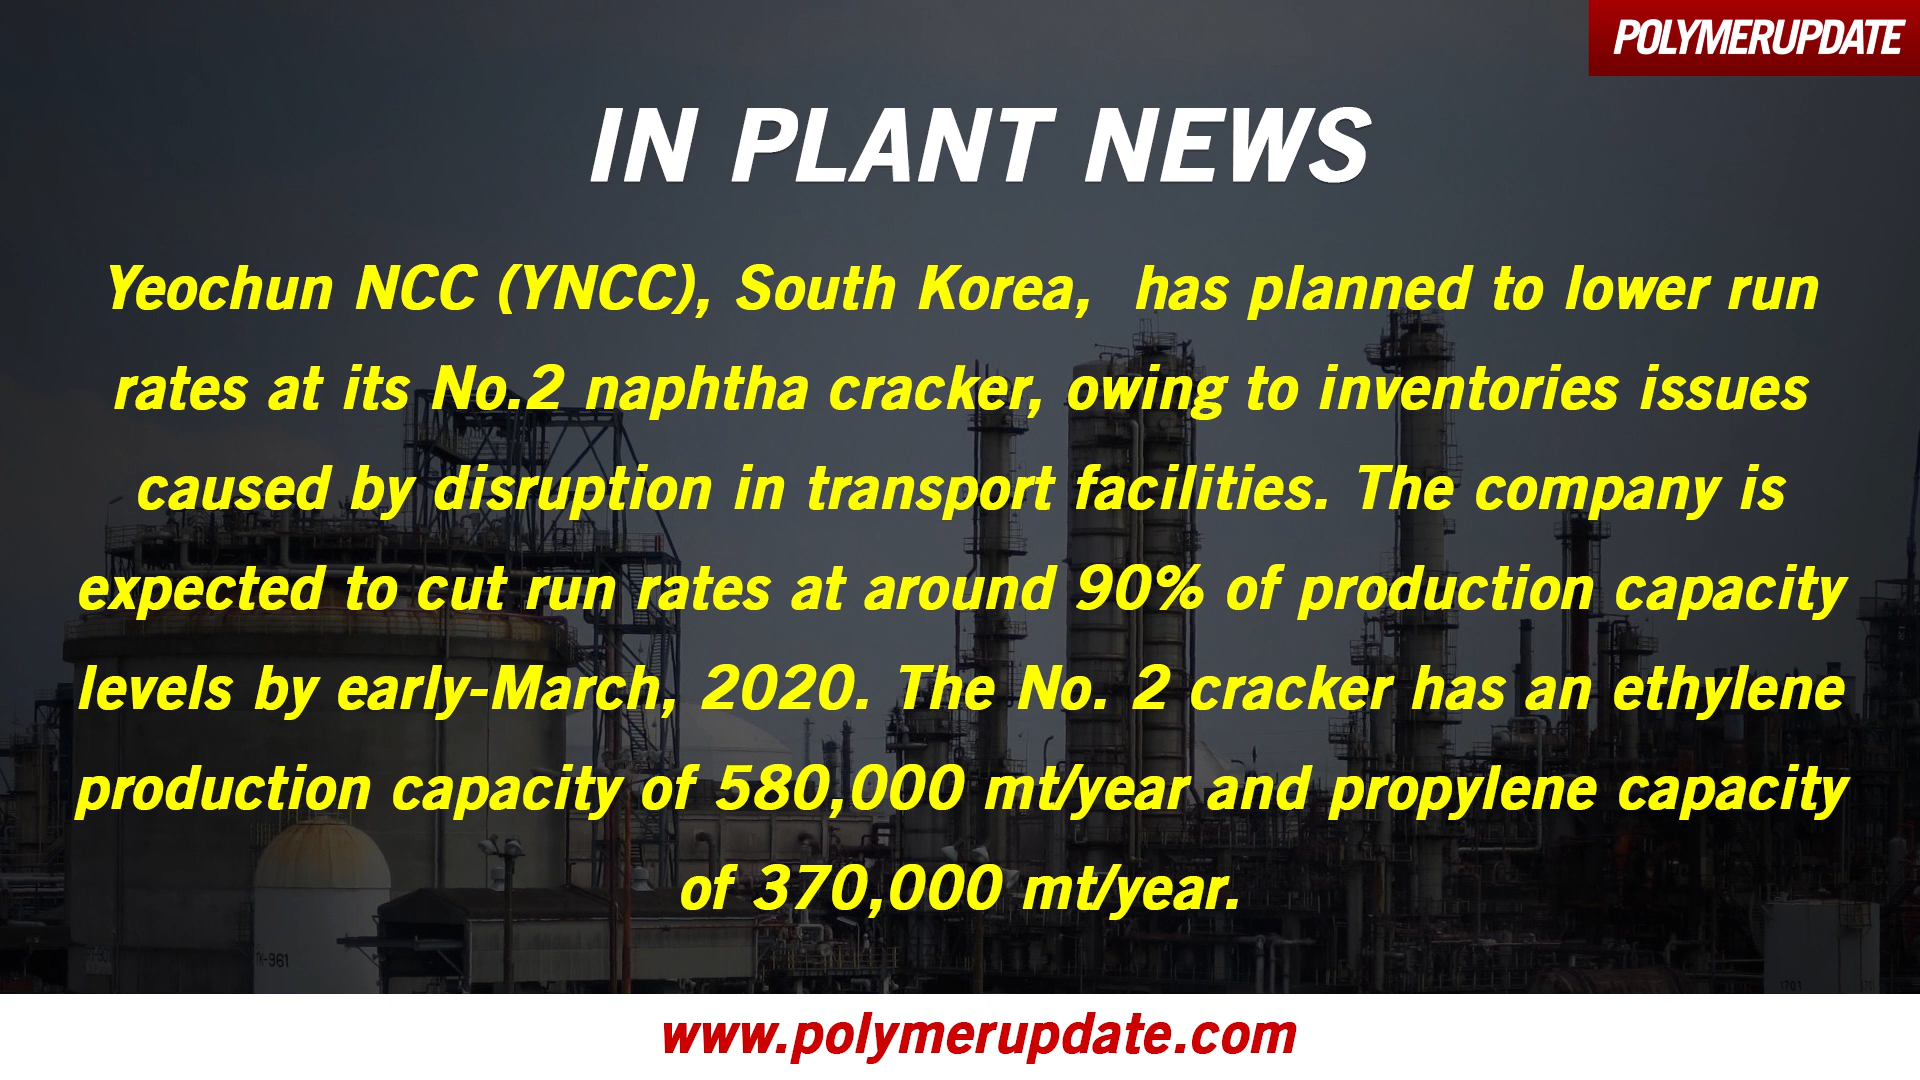 POLYMERUPDATE
IN PLANT NEWS
Yeochun NCC (YNCC), South Korea, has planned to lower run
rates at its No.2 naphtha cracker, owing to inventories issues
caused by disruption in transport facilities. The company is
expected to cut run rates at around 90% of production capacity
levels by early-March, 2020. The No. 2 cracker has an ethylene
production capacity of 580,000 mt/year and propylene capacity
of 370,000 mt/year.
TK-961
1701
www.polymerupdate.com